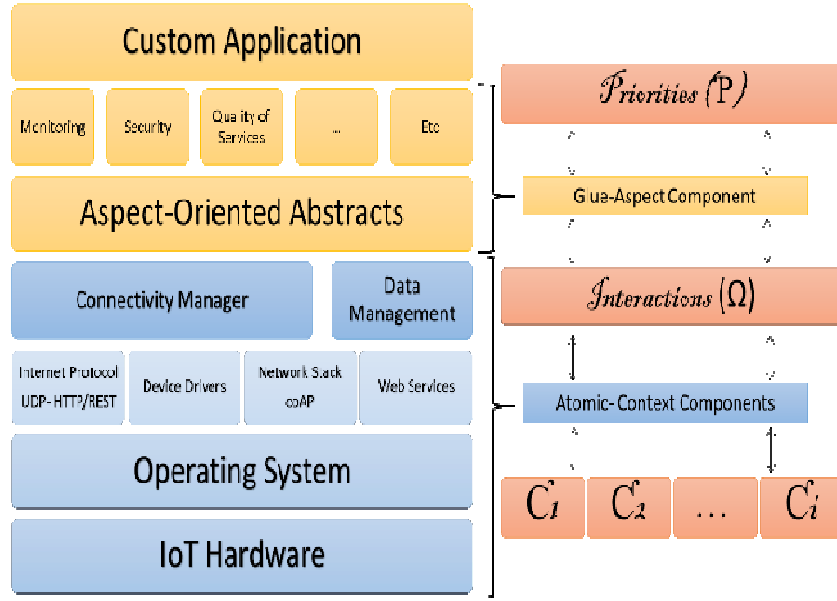 Custom Application
Monitoring
Security
Quality of
Services
...
Etc
Aspect-Oriented Abstracts
Connectivity Manager
Data
Management
Internet Protocol
UDP- HTTP/REST
Device Drivers
Network Stack
coAP
Web Services
Operating System
IoT Hardware
Priorities (P)
Glue-Aspect Component
Interactions (Ω)
Atomic- Context Components
C1
C2
...
Ci